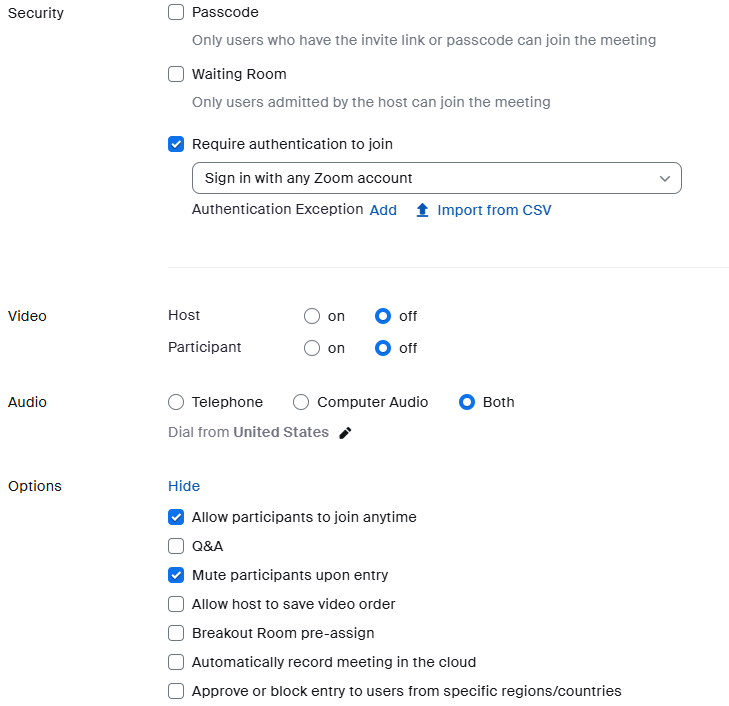 Security Passcode
Only users who have the invite link or passcode can join the meeting
Waiting Room
Only users admitted by the host can join the meeting
Require authentication to join
Sign in with any Zoom account
Authentication Exception Add Import from CSV
Video Host on off
Participant on off
Audio Telephone Computer Audio Both
Dial from United States
Options Hide
Allow participants to join anytime
Q&A
Mute participants upon entry
Allow host to save video order
Breakout Room pre-assign
Automatically record meeting in the cloud
Approve or block entry to users from specific regions/countries